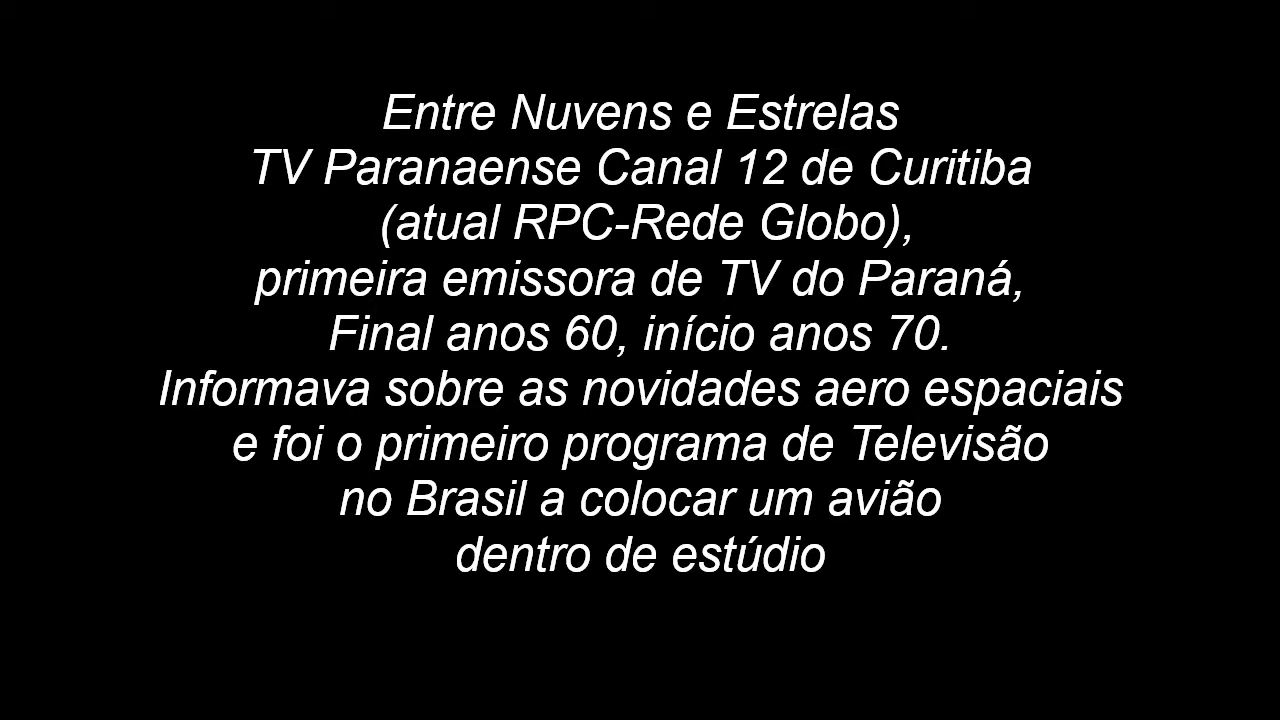 Entre Nuvens e Estrelas
TV Paranaense Canal 12 de Curitiba
(atual RPC-Rede Globo),
primeira emissora de TV do Paraná,
Final anos 60, início anos 70.
Informava sobre as novidades aero espaciais
e foi o primeiro programa de Televisão
no Brasil a colocar um avião
dentro de estúdio